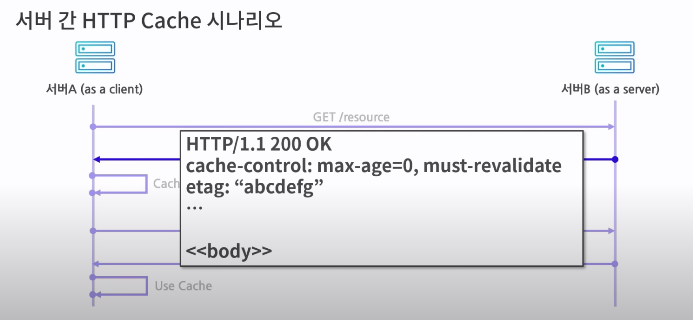 서버 간 HTTP Cache 시나리오
서버A (as a client)
서버B (as a server)
GET /resource
HTTP/1.1 200 OK
cache-control: max-age=0, must-revalidate
etag: “abcdefg”
…
<<body>>
Cach
Use Cache